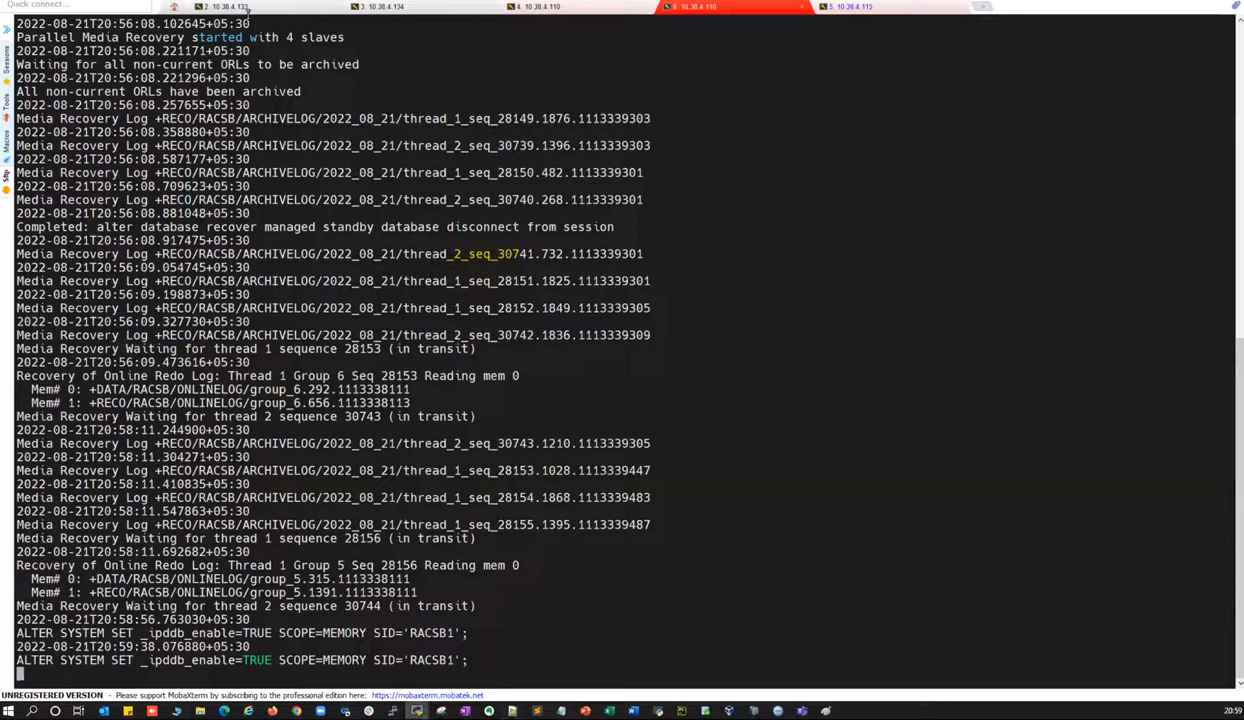 Quick connect...
2. 10.38.4.133
3. 10.38.4.134
4. 10.38.4.110
6. 10.38.4.110
5. 10.38.4.115
Sessions
Tools
Macros
Sftp
2022-08-21T20:56:08.102645+05:30
Parallel Media Recovery started with 4 slaves
2022-08-21T20:56:08.221171+05:30
Waiting for all non-current ORLs to be archived
2022-08-21T20:56:08.221296+05:30
All non-current ORLs have been archived
2022-08-21T20:56:08.257655+05:30
Media Recovery Log +RECO/RACSB/ARCHIVELOG/2022_08_21/thread_1_seq_28149.1876.1113339303
2022-08-21T20:56:08.358880+05:30
Media Recovery Log +RECO/RACSB/ARCHIVELOG/2022_08_21/thread_2_seq_30739.1396.1113339303
2022-08-21T20:56:08.587177+05:30
Media Recovery Log +RECO/RACSB/ARCHIVELOG/2022_08_21/thread_1_seq_28150.482.1113339301
2022-08-21T20:56:08.709623+05:30
Media Recovery Log +RECO/RACSB/ARCHIVELOG/2022_08_21/thread_2_seq_30740.268.1113339301
2022-08-21T20:56:08.881048+05:30
Completed: alter database recover managed standby database disconnect from session
2022-08-21T20:56:08.917475+05:30
Media Recovery Log +RECO/RACSB/ARCHIVELOG/2022_08_21/thread_2_seq_30741.732.1113339301
2022-08-21T20:56:09.054745+05:30
Media Recovery Log +RECO/RACSB/ARCHIVELOG/2022_08_21/thread_1_seq_28151.1825.1113339301
2022-08-21T20:56:09.198873+05:30
Media Recovery Log +RECO/RACSB/ARCHIVELOG/2022_08_21/thread_1_seq_28152.1849.1113339305
2022-08-21T20:56:09.327730+05:30
Media Recovery Log +RECO/RACSB/ARCHIVELOG/2022_08_21/thread_2_seq_30742.1836.1113339309
Media Recovery Waiting for thread 1 sequence 28153 (in transit)
2022-08-21T20:56:09.473616+05:30
Recovery of Online Redo Log: Thread 1 Group 6 Seq 28153 Reading mem 0
Mem# 0: +DATA/RACSB/ONLINELOG/group_6.292.1113338111
Mem# 1: +RECO/RACSB/ONLINELOG/group_6.656.1113338113
Media Recovery Waiting for thread 2 sequence 30743 (in transit)
2022-08-21T20:58:11.244900+05:30
Media Recovery Log +RECO/RACSB/ARCHIVELOG/2022_08_21/thread_2_seq_30743.1210.1113339305
2022-08-21T20:58:11.304271+05:30
Media Recovery Log +RECO/RACSB/ARCHIVELOG/2022_08_21/thread_1_seq_28153.1028.1113339447
2022-08-21T20:58:11.410835+05:30
Media Recovery Log +RECO/RACSB/ARCHIVELOG/2022_08_21/thread_1_seq_28154.1868.1113339483
2022-08-21T20:58:11.547863+05:30
Media Recovery Log +RECO/RACSB/ARCHIVELOG/2022_08_21/thread_1_seq_28155.1395.1113339487
Media Recovery Waiting for thread 1 sequence 28156 (in transit)
2022-08-21T20:58:11.692682+05:30
Recovery of Online Redo Log: Thread 1 Group 5 Seq 28156 Reading mem 0
Mem# 0: +DATA/RACSB/ONLINELOG/group_5.315.1113338111
Mem# 1: +RECO/RACSB/ONLINELOG/group_5.1391.1113338111
Media Recovery Waiting for thread 2 sequence 30744 (in transit)
2022-08-21T20:58:56.763030+05:30
ALTER SYSTEM SET _ipddb_enable=TRUE SCOPE=MEMORY SID='RACSB1';
2022-08-21T20:59:38.076880+05:30
ALTER SYSTEM SET _ipddb_enable=TRUE SCOPE=MEMORY SID='RACSB1';
UNREGISTERED VERSION - Please support MobaXterm by subscribing to the professional edition here: https://mobaxterm.mobatek.net
20:59